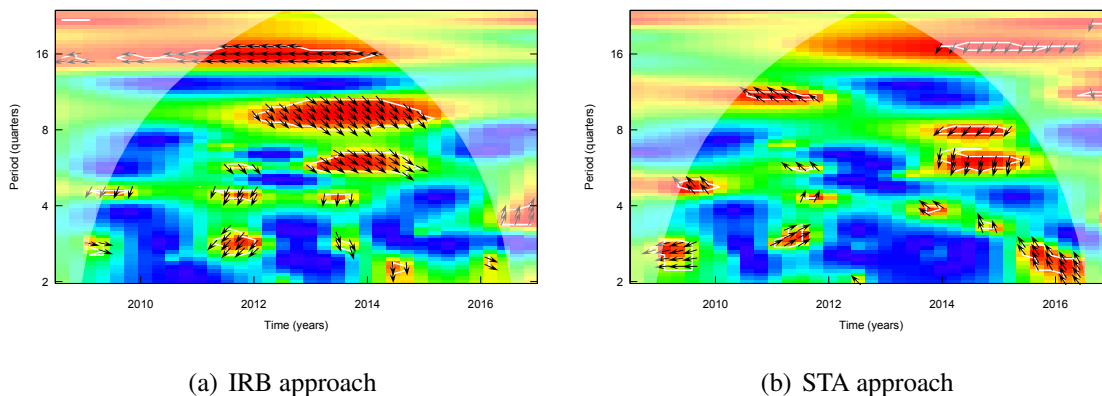 16
8
4
2
Period (quarters)
2010 2012 2014 2016
Time (years)
(a) IRB approach
16
8
4
2
Period (quarters)
2010 2012 2014 2016
Time (years)
(b) STA approach